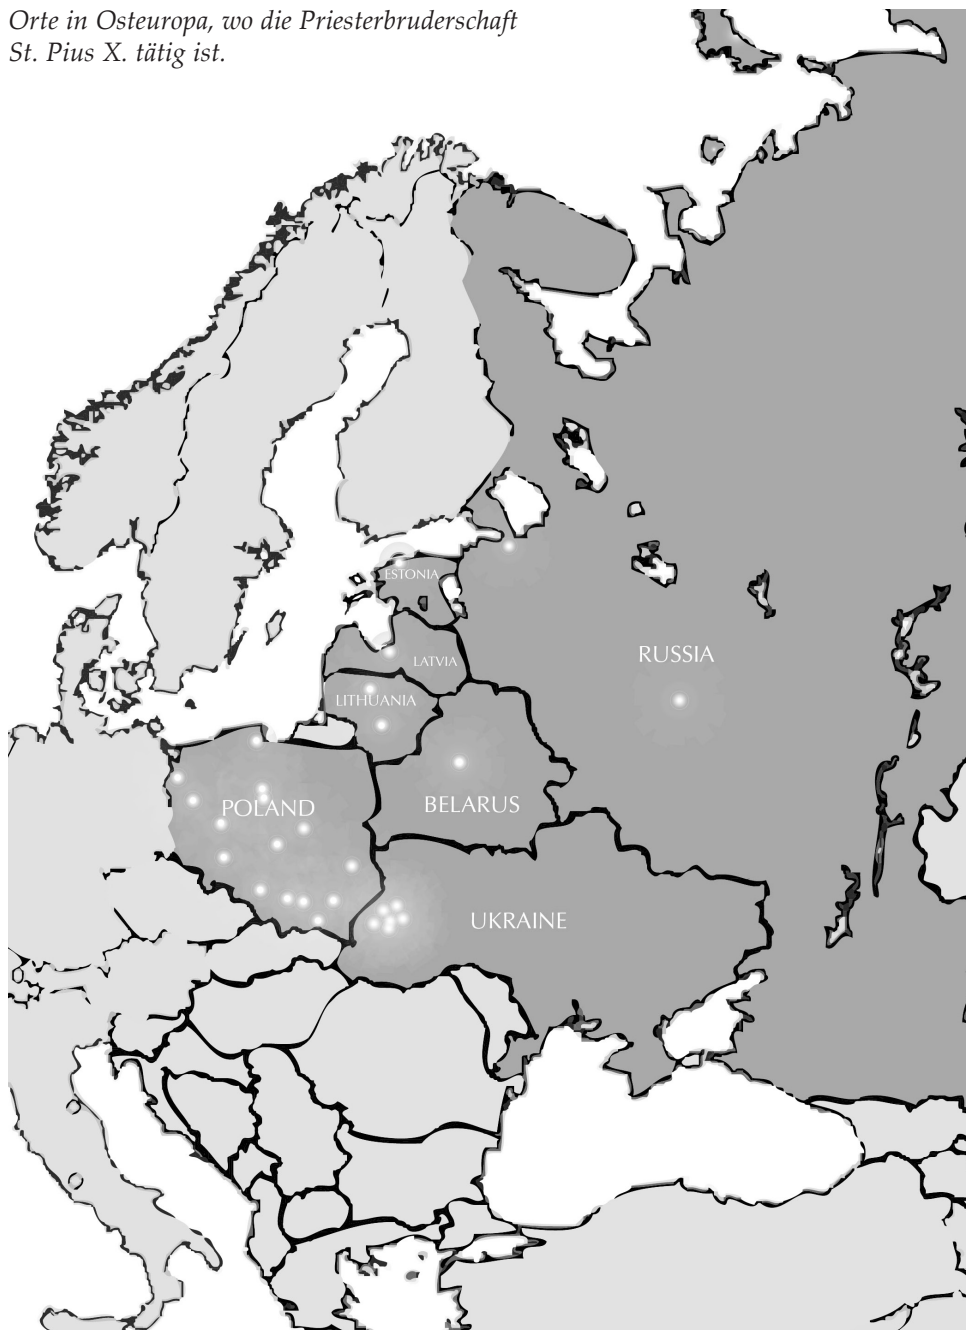 Orte in Osteuropa, wo die Priesterbruderschaft
St. Pius X. tätig ist.
ESTONIA
RUSSIA
LATVIA
LITHUANIA
POLAND
BELARUS
UKRAINE